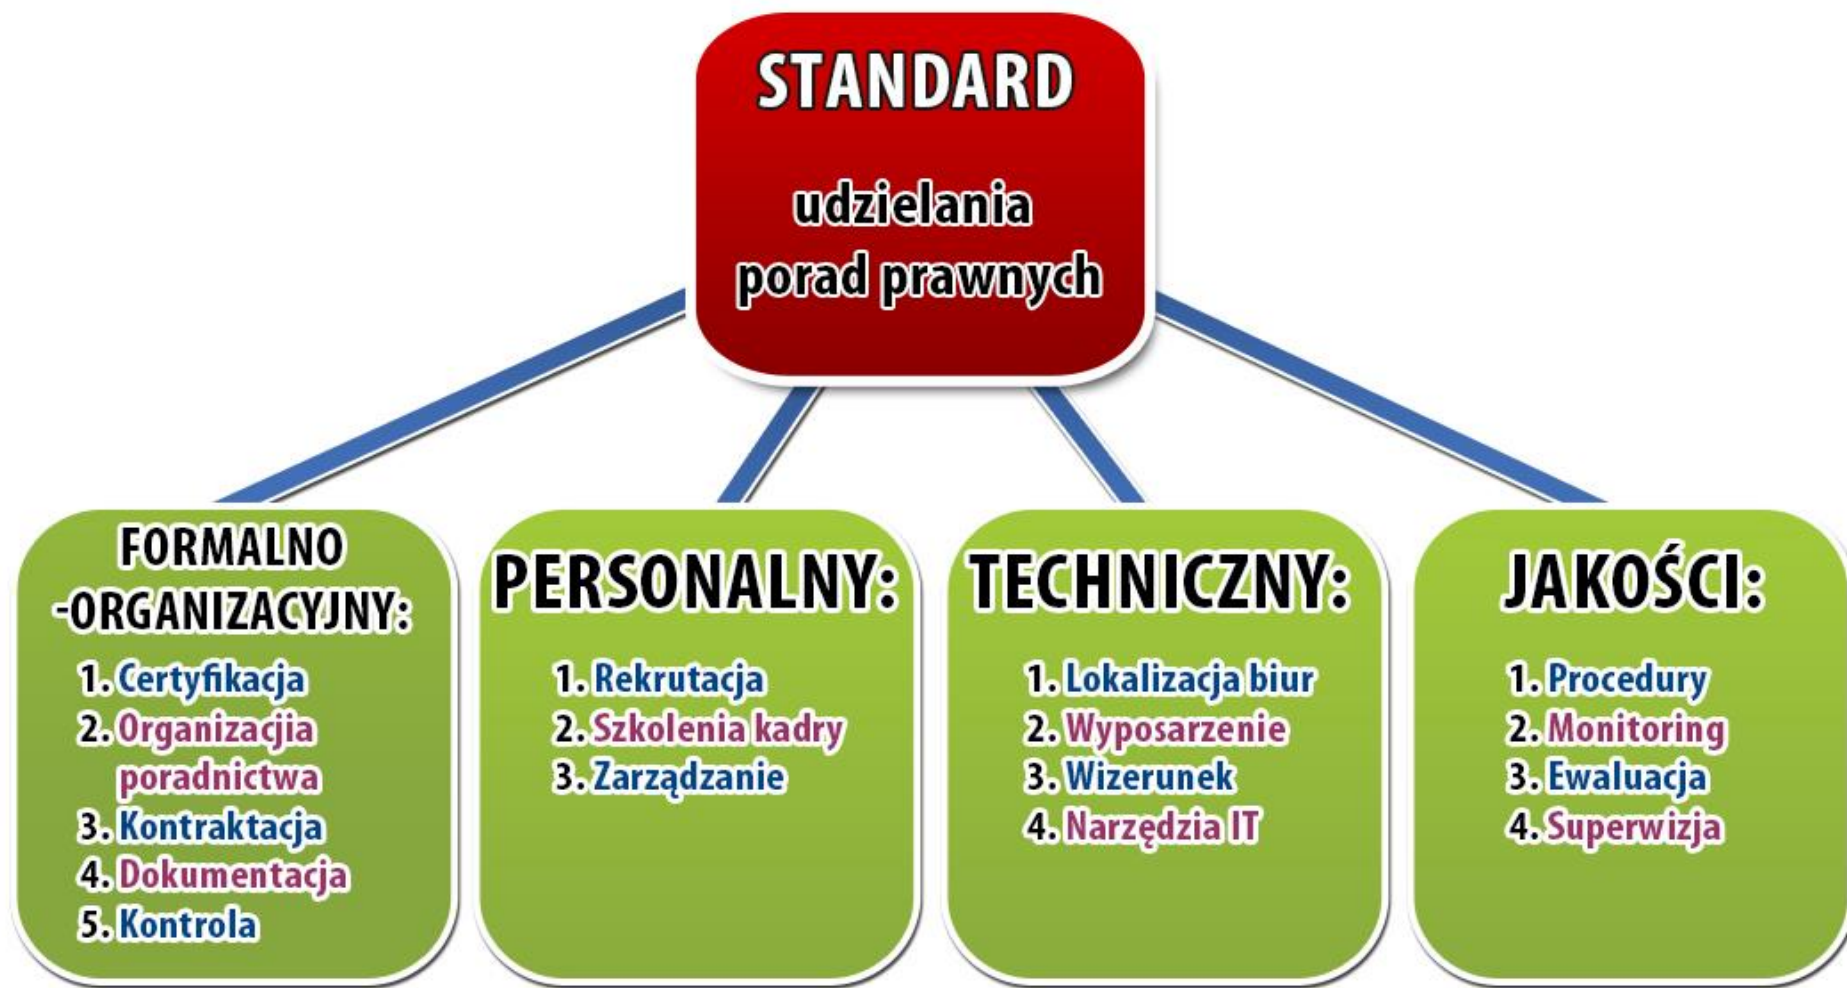 STANDARD
udzielania
porad prawnych
FORMALNO
-ORGANIZACYJNY:
1. Certyfikacja
2. Organizacjia
poradnictwa
3. Kontraktacja
4. Dokumentacja
5. Kontrola
PERSONALNY:
1. Rekrutacja
2. Szkolenia kadry
3. Zarządzanie
TECHNICZNY:
1. Lokalizacja biur
2. Wyposarzenie
3. Wizerunek
4. Narzędzia IT
JAKOŚCI:
1. Procedury
2. Monitoring
3. Ewaluacja
4. Superwizja